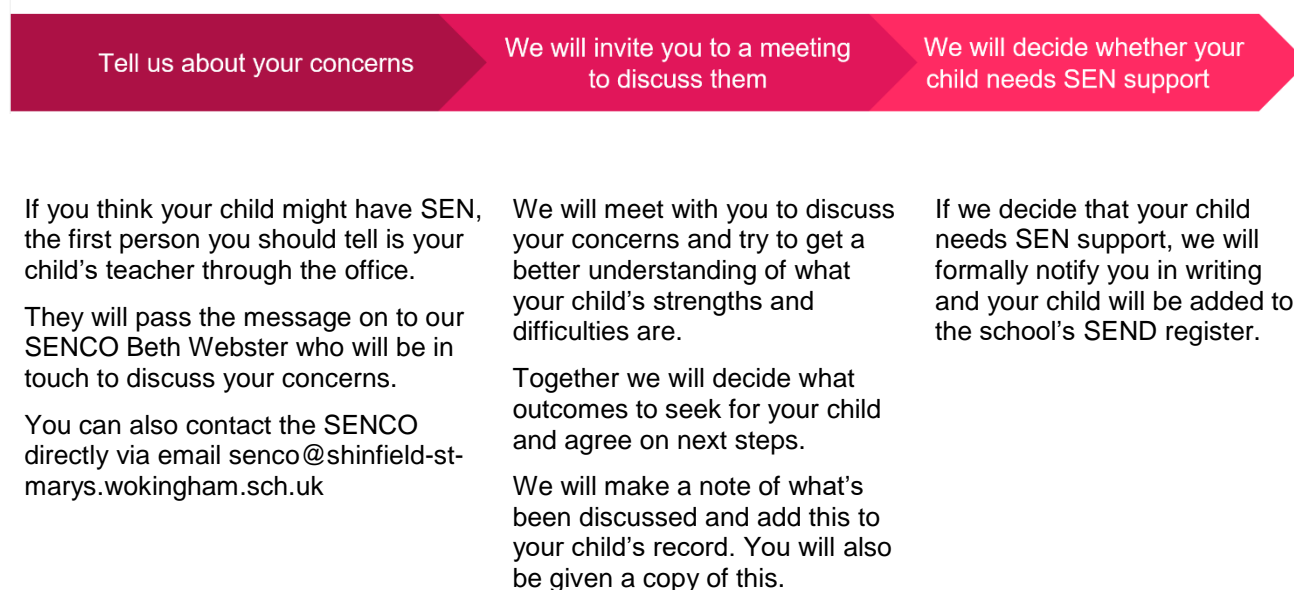 Tell us about your concerns
We will invite you to a meeting
to discuss them
We will decide whether your
child needs SEN support
If you think your child might have SEN,
the first person you should tell is your
child's teacher through the office.
They will pass the message on to our
SENCO Beth Webster who will be in
touch to discuss your concerns.
You can also contact the SENCO
directly via email senco@shinfield-st-
marys.wokingham.sch.uk
We will meet with you to discuss
your concerns and try to get a
better understanding of what
your child's strengths and
difficulties are.
Together we will decide what
outcomes to seek for your child
and agree on next steps.
We will make a note of what's
been discussed and add this to
your child's record. You will also
be given a copy of this.
If we decide that your child
needs SEN support, we will
formally notify you in writing
and your child will be added to
the school's SEND register.